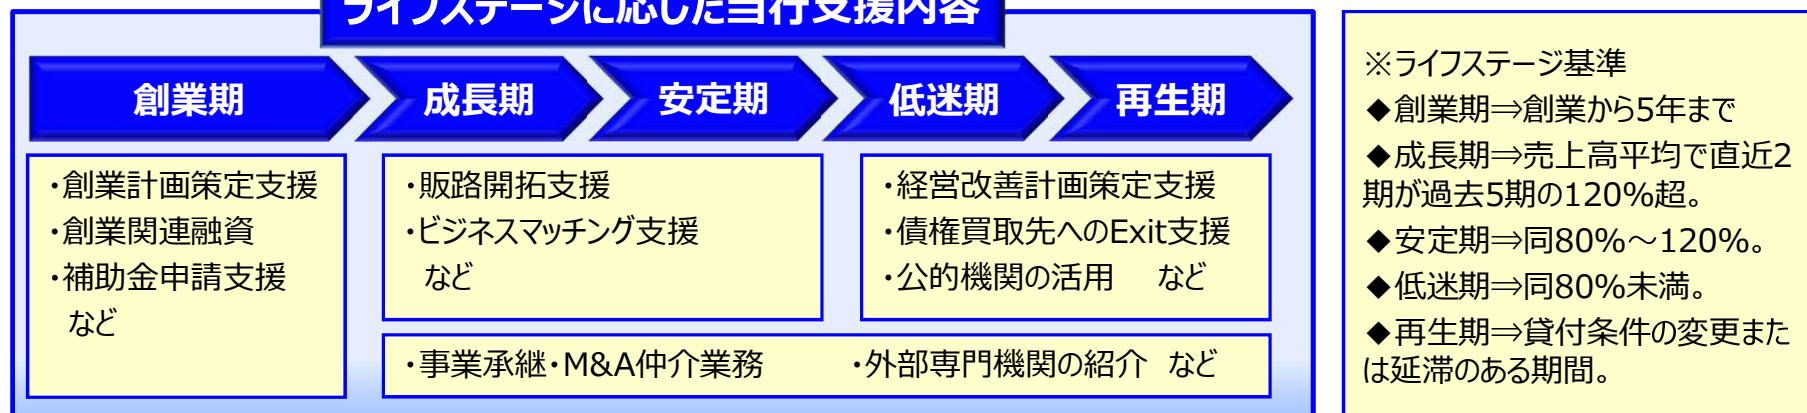 ライフステージに応じた当行支援内容
創業期
成長期
安定期
低迷期
再生期
・創業計画策定支援
・創業関連融資
・補助金申請支援
など
・販路開拓支援
・ビジネスマッチング支援
など
・経営改善計画策定支援
・債権買取先へのExit支援
・公的機関の活用 など
・事業承継・M&A仲介業務 ・外部専門機関の紹介 など
※ライフステージ基準
◆創業期⇒創業から5年まで
◆成長期⇒売上高平均で直近2
期が過去5期の120%超。
◆安定期⇒同80%～120%。
◆低迷期⇒同80%未満。
◆再生期⇒貸付条件の変更また
は延滞のある期間。